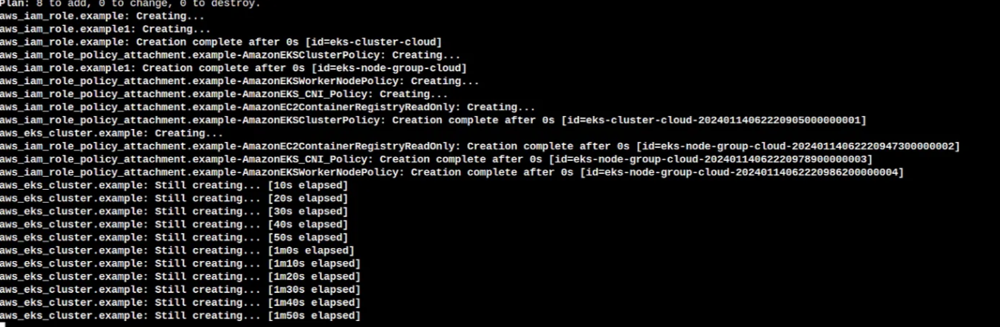 Plan: 8 to add, 0 to change, 0 to destroy.
aws_iam_role.example: Creating...
aws_iam_role.example1: Creating...
aws_iam_role.example: Creation complete after 0s [id=eks-cluster-cloud]
aws_iam_role_policy_attachment.example-AmazonEKSClusterPolicy: Creating...
aws_iam_role.example1: Creation complete after 0s [id=eks-node-group-cloud]
aws_iam_role_policy_attachment.example-AmazonEKSWorkerNodePolicy: Creating...
aws_iam_role_policy_attachment.example-AmazonEKS_CNI_Policy: Creating...
aws_iam_role_policy_attachment.example-AmazonEC2ContainerRegistryReadOnly: Creating...
aws_iam_role_policy_attachment.example-AmazonEKSClusterPolicy: Creation complete after 0s [id=eks-cluster-cloud-20240114062220905000000001]
aws_eks_cluster.example: Creating...
aws_iam_role_policy_attachment.example-AmazonEC2ContainerRegistryReadOnly: Creation complete after 0s [id=eks-node-group-cloud-20240114062220947300000002]
aws_iam_role_policy_attachment.example-AmazonEKS_CNI_Policy: Creation complete after 0s [id=eks-node-group-cloud-20240114062220978900000003]
aws_iam_role_policy_attachment.example-AmazonEKSWorkerNodePolicy: Creation complete after 0s [id=eks-node-group-cloud-20240114062220986200000004]
aws_eks_cluster.example: Still creating... [10s elapsed]
aws_eks_cluster.example: Still creating... [20s elapsed]
aws_eks_cluster.example: Still creating... [30s elapsed]
aws_eks_cluster.example: Still creating... [40s elapsed]
aws_eks_cluster.example: Still creating... [50s elapsed]
aws_eks_cluster.example: Still creating... [1m0s elapsed]
aws_eks_cluster.example: Still creating... [1m10s elapsed]
aws_eks_cluster.example: Still creating... [1m20s elapsed]
aws_eks_cluster.example: Still creating... [1m30s elapsed]
aws_eks_cluster.example: Still creating... [1m40s elapsed]
aws_eks_cluster.example: Still creating... [1m50s elapsed]